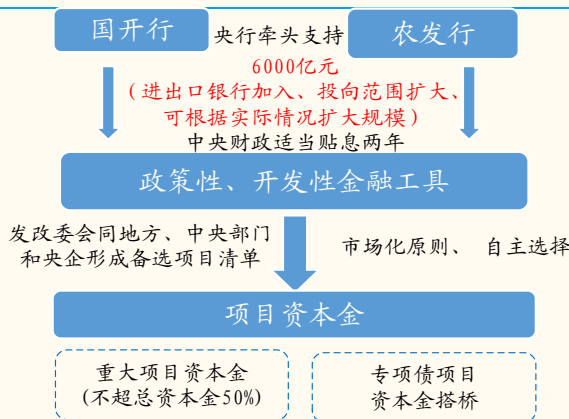 国开行
央行牵头支持
农发行
6000亿元
（进出口银行加入、投向范围扩大、
可根据实际情况扩大规模）
中央财政适当贴息两年
政策性、开发性金融工具
发改委会同地方、中央部门
和央企形成备选项目清单
市场化原则、 自主选择
项目资本金
重大项目资本金
(不超总资本金50%)
专项债项目
资本金搭桥